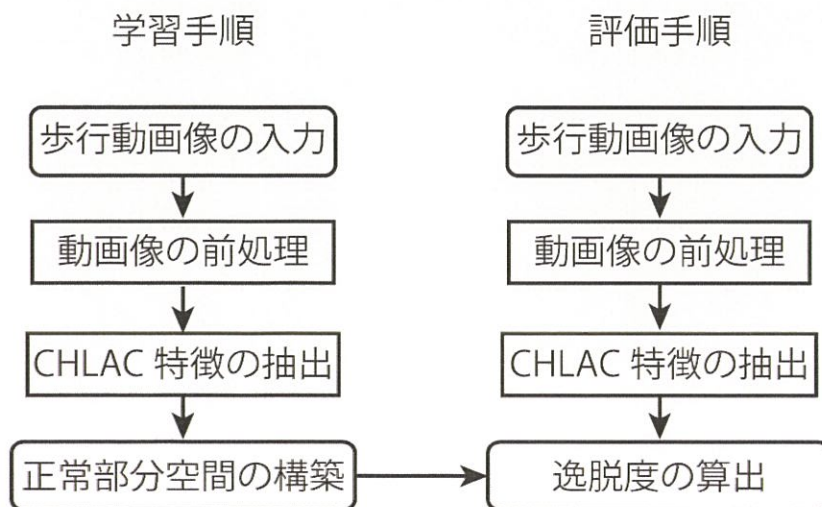 学習手順
歩行動画像の入力
動画像の前処理
CHLAC 特徴の抽出
正常部分空間の構築
評価手順
歩行動画像の入力
動画像の前処理
CHLAC 特徴の抽出
逸脱度の算出